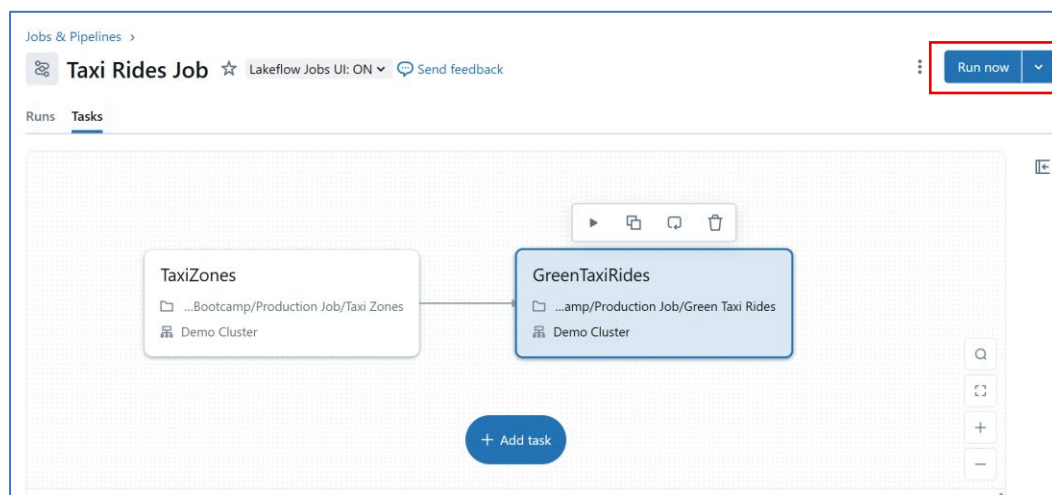 Jobs & Pipelines >
Taxi Rides Job Lakeflow Jobs UI: ON Send feedback
Run now
Runs Tasks
TaxiZones
...Bootcamp/Production Job/Taxi Zones
Demo Cluster
GreenTaxiRides
...amp/Production Job/Green Taxi Rides
Demo Cluster
+ Add task